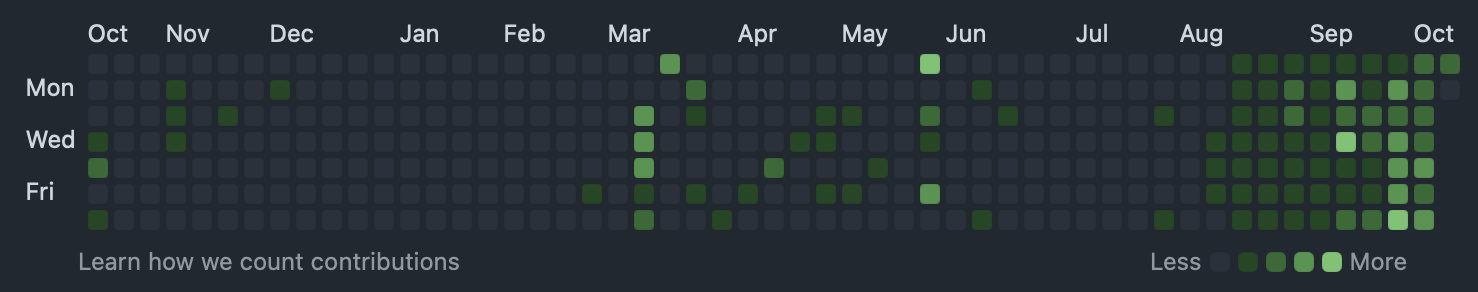 Oct Nov Dec Jan Feb Mar Apr May Jun Jul Aug Sep Oct
Mon
Wed
Fri
Learn how we count contributions Less More